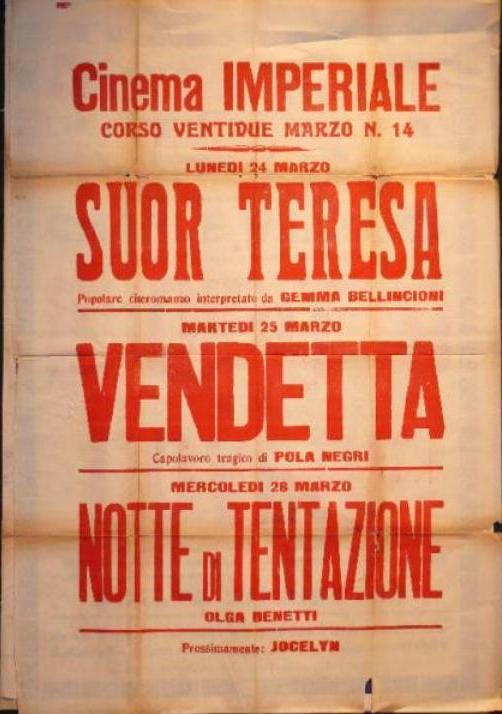 Cinema IMPERIALE
CORSO VENTIDUE MARZO N. 14
LUNEDI 24 MARZO
SUOR TERESA
Popolare cineromanzo interpretato da GEMMA BELLINCIONI
MARTEDI 25 MARZO
VENDETTA
Capolavoro tragico di POLA NEGRI
MERCOLEDI 26 MARZO
NOTTE DI TENTAZIONE
OLGA BENETTI
Prossimamente: JOCELYN